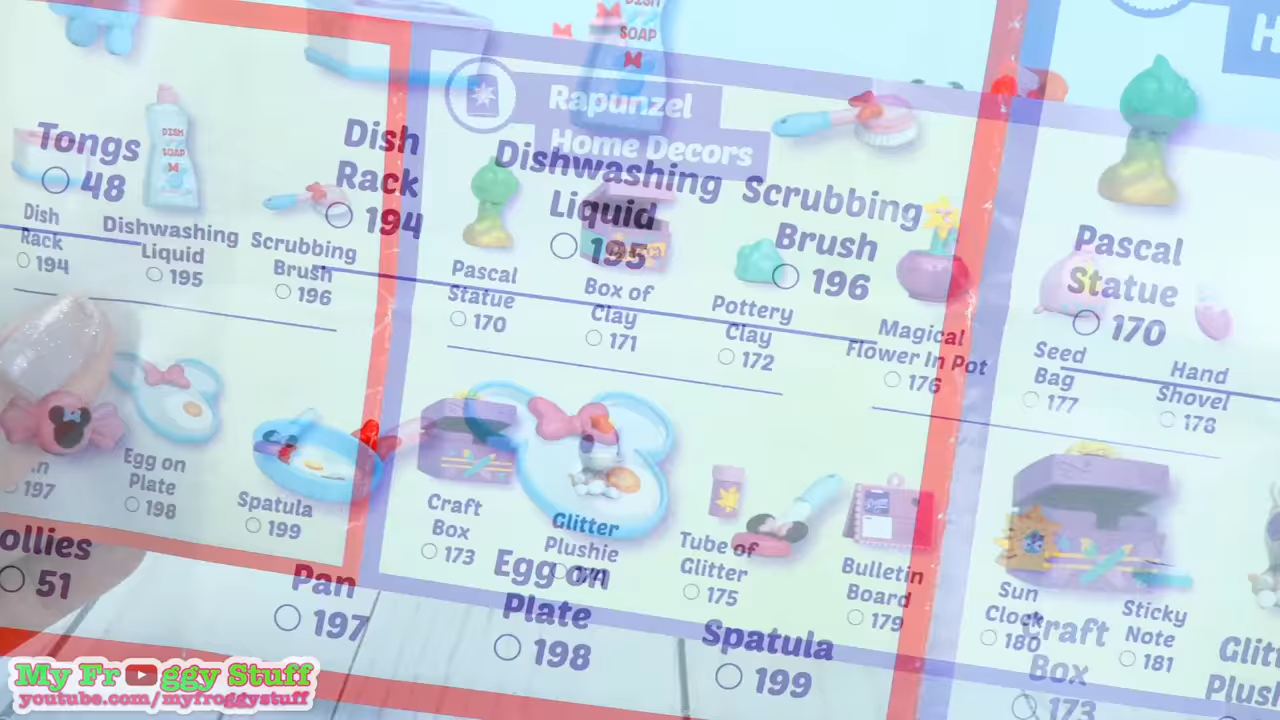 DISH
SOAP
Rapunzel
Home Decors
Tongs
48
DISH
SOAP
Dish
Rack
194
Dishwashing
Liquid
195
Scrubbing
Brush
196
Dish
Rack
194
Dishwashing
Liquid
195
Scrubbing
Brush
196
Pascal
Statue
170
Box of
Clay
171
Pottery
Clay
172
Magical
Flower In Pot
176
Pascal
Statue
170
Seed
Bag
177
Hand
Shovel
178
197
Egg on
Plate
198
Spatula
199
Craft
Box
173
Glitter
Plushie
Tube of
Glitter
175
Bulletin
Board
179
Sun
Clock
180
Sticky
Note
181
ollies
51
Pan
197
Egg on
Plate
198
Spatula
199
Craft
Box
173
Glitt
Plush
My Froggy Stuff
youtube.com/myfroggystuff